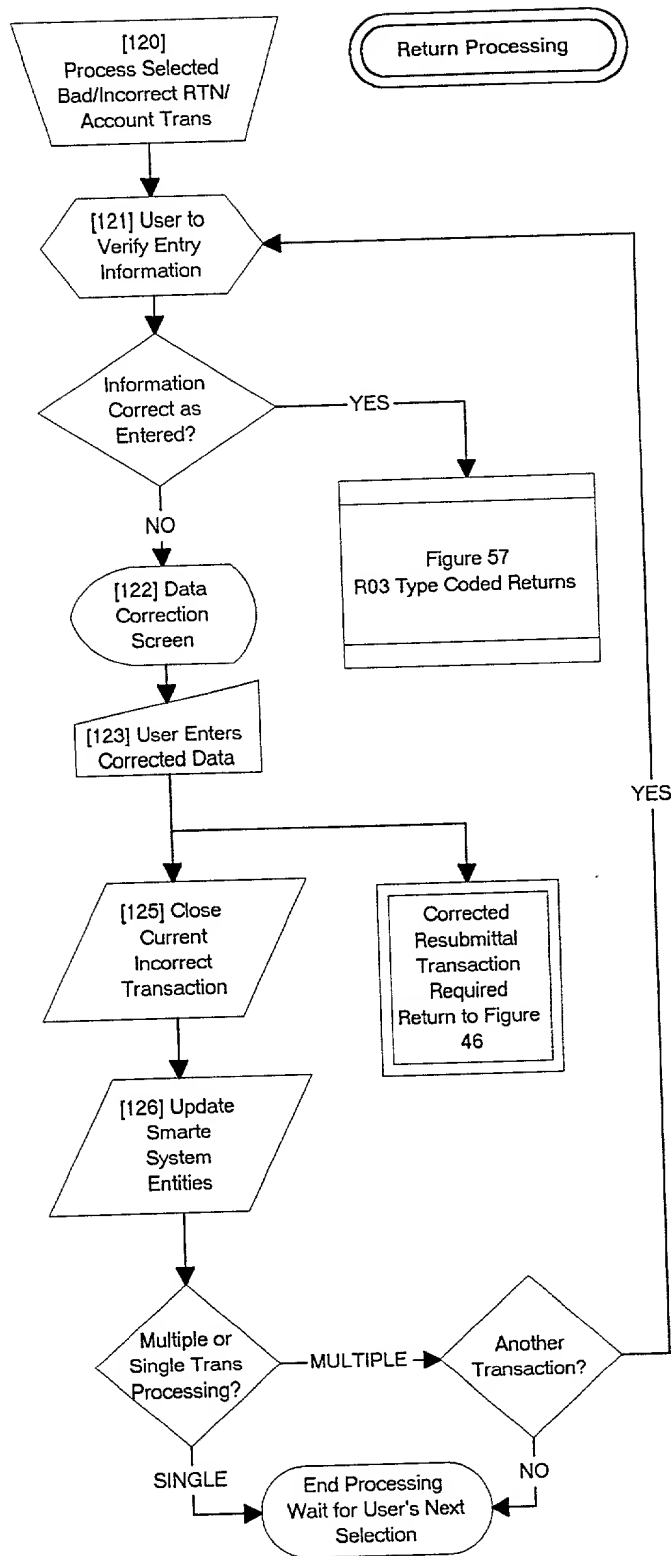 [120]
Process Selected
Bad/Incorrect RTN/
Account Trans
Return Processing
[121] User to
Verify Entry
Information
Information
Correct as
Entered?
YES
NO
Figure 57
R03 Type Coded Returns
[122] Data
Correction
Screen
[123] User Enters
Corrected Data
YES
[125] Close
Current
Incorrect
Transaction
Corrected
Resubmittal
Transaction
Required
Return to Figure
46
[126] Update
Smarte
System
Entities
Multiple or
Single Trans
Processing?
MULTIPLE
Another
Transaction?
SINGLE
NO
End Processing
Wait for User's Next
Selection